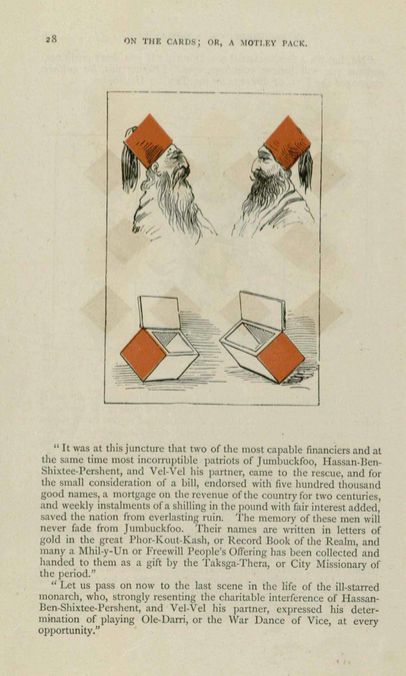 28
ON THE CARDS; OR, A MOTLEY PACK.
"It was at this juncture that two of the most capable financiers and at
the same time most incorruptible patriots of Jumbuckfoo, Hassan-Ben-
Shixtee-Pershent, and Vel-Vel his partner, came to the rescue, and for
the small consideration of a bill, endorsed with five hundred thousand
good names, a mortgage on the revenue of the country for two centuries,
and weekly instalments of a shilling in the pound with fair interest added,
saved the nation from everlasting ruin. The memory of these men will
never fade from Jumbuckfoo. Their names are written in letters of
gold in the great Phor-Kout-Kash, or Record Book of the Realm, and
many a Mhil-y-Un or Freewill People's Offering has been collected and
handed to them as a gift by the Taksga-Thera, or City Missionary of
the period."
"Let us pass on now to the last scene in the life of the ill-starred
monarch, who, strongly resenting the charitable interference of Hassan-
Ben-Shixtee-Pershent, and Vel-Vel his partner, expressed his deter-
mination of playing Ole-Darri, or the War Dance of Vice, at every
opportunity."